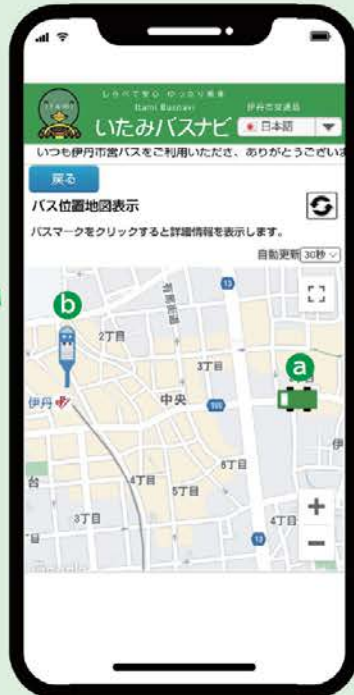 しらべて安心 ゆったり乗車
Itami Busnavi
伊丹市交通局
いたみバスナビ
日本語
いつも伊丹市営バスをご利用いただき、ありがとうございま
戻る
バス位置地図表示
バスマークをクリックすると詳細情報を表示します。
自動更新 30秒
13
b
2丁目
有馬街道
3丁目
a
伊丹
中央
伊
台
4丁目
5丁目
6丁目
3丁目
4丁目
13
+
−